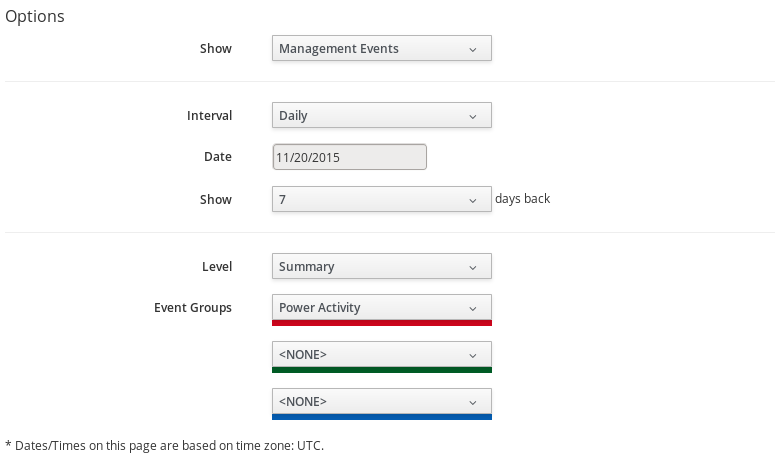 Options
Show Management Events
Interval Daily
Date 11/20/2015
Show 7 days back
Level Summary
Event Groups Power Activity
<NONE>
<NONE>
* Dates/Times on this page are based on time zone: UTC.